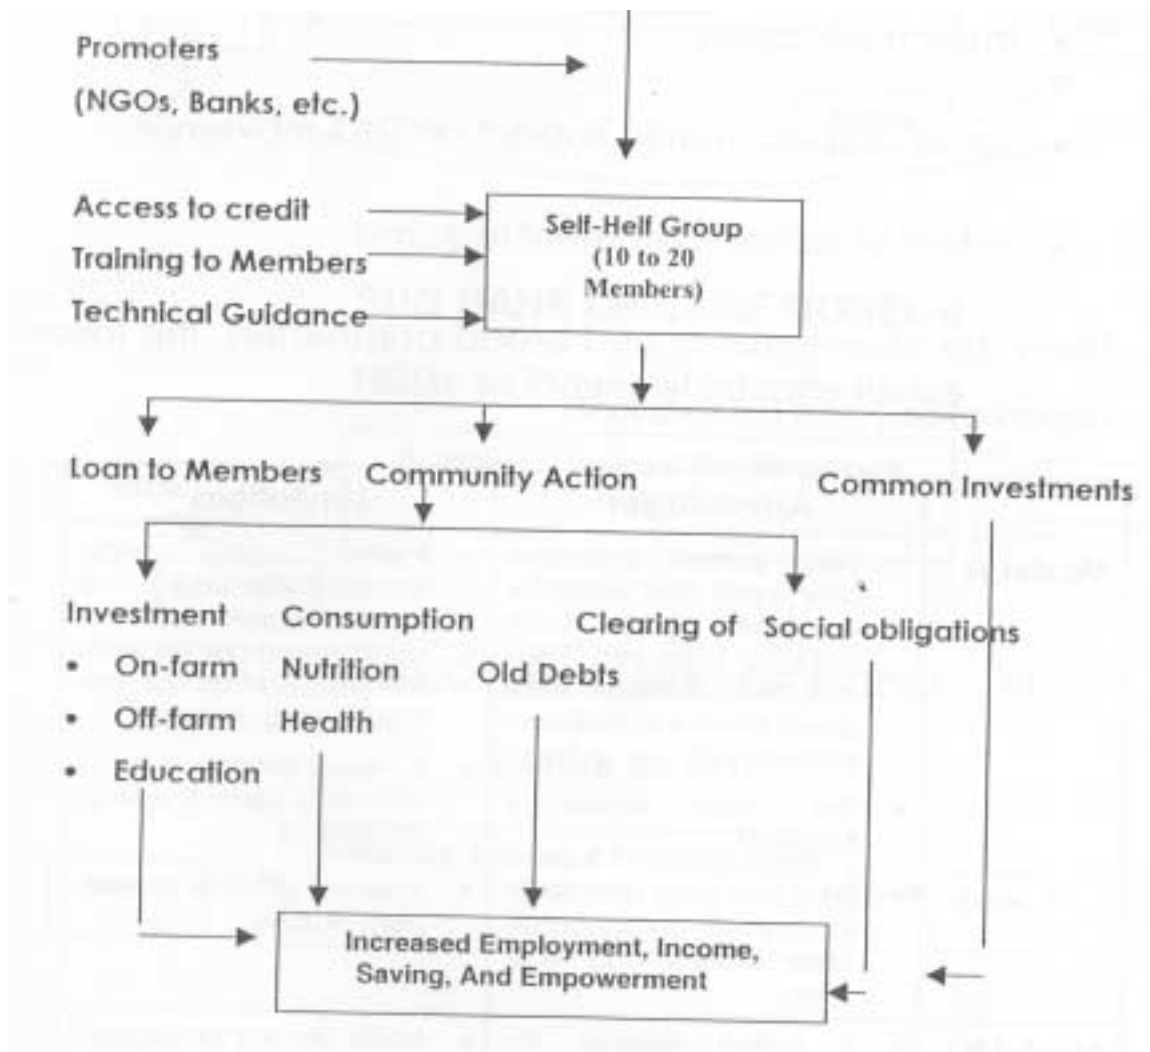 Promoters
(NGOs, Banks, etc.)
Access to credit
Training to Members
Technical Guidance
Self-Helf Group
(10 to 20
Members)
Loan to Members Community Action Common Investments
Investment Consumption Clearing of Social obligations
• On-farm Nutrition Old Debts
• Off-farm Health
• Education
Increased Employment, Income,
Saving, And Empowerment